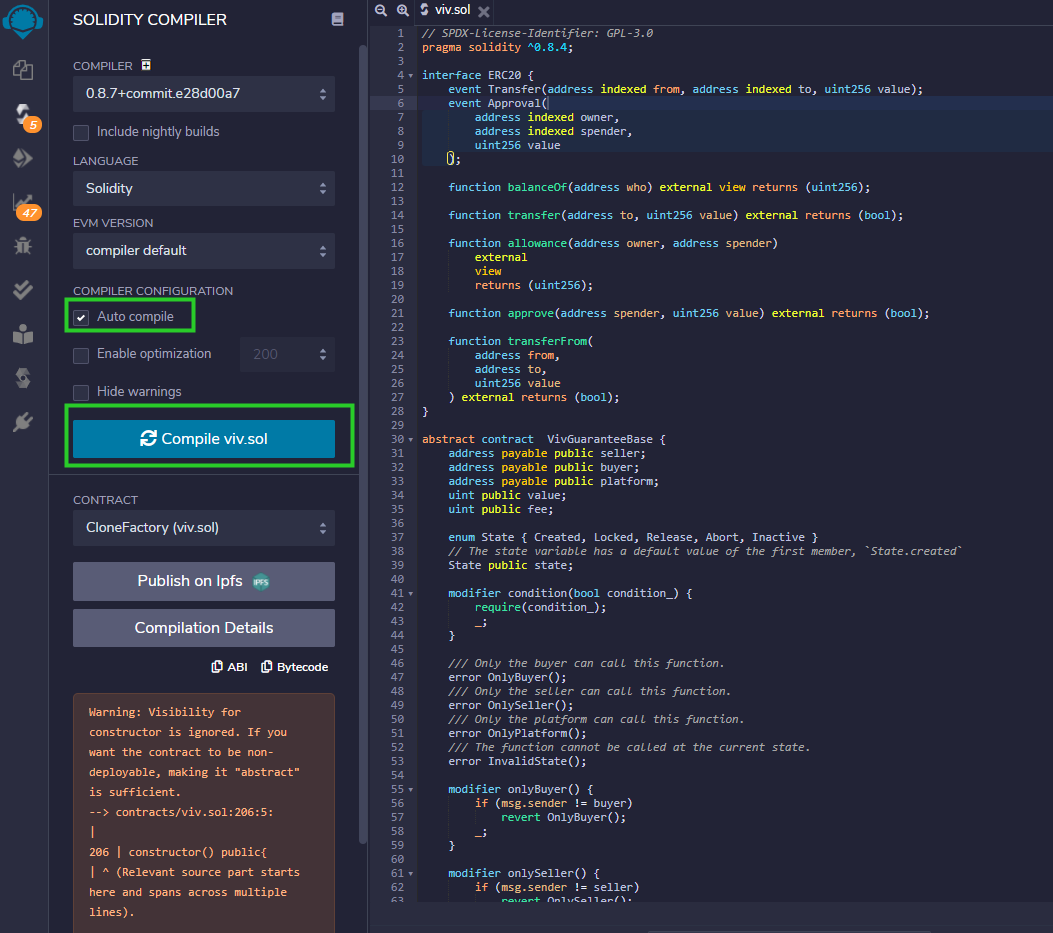 SOLIDITY COMPILER
COMPILER
0.8.7+commit.e28d00a7
Include nightly builds
LANGUAGE
Solidity
EVM VERSION
compiler default
COMPILER CONFIGURATION
Auto compile
Enable optimization
200
Hide warnings
Compile viv.sol
CONTRACT
CloneFactory (viv.sol)
Publish on Ipfs
IPFS
Compilation Details
ABI
Bytecode
Warning: Visibility for
constructor is ignored. If you
want the contract to be non-
deployable, making it "abstract"
is sufficient.
--> contracts/viv.sol:206:5:
|
206 | constructor() public{
| ^ (Relevant source part starts
here and spans across multiple
lines).
5
47
viv.sol
1 // SPDX-License-Identifier: GPL-3.0
2 pragma solidity ^0.8.4;
3
4 interface ERC20 {
5 event Transfer(address indexed from, address indexed to, uint256 value);
6 event Approval(
7 address indexed owner,
8 address indexed spender,
9 uint256 value
10 );
11
12 function balanceOf(address who) external view returns (uint256);
13
14 function transfer(address to, uint256 value) external returns (bool);
15
16 function allowance(address owner, address spender)
17 external
18 view
19 returns (uint256);
20
21 function approve(address spender, uint256 value) external returns (bool);
22
23 function transferFrom(
24 address from,
25 address to,
26 uint256 value
27 ) external returns (bool);
28 }
29
30 abstract contract  VivGuaranteeBase {
31 address payable public seller;
32 address payable public buyer;
33 address payable public platform;
34 uint public value;
35 uint public fee;
36
37 enum State { Created, Locked, Release, Abort, Inactive }
38 // The state variable has a default value of the first member, `State.created`
39 State public state;
40
41 modifier condition(bool condition_) {
42 require(condition_);
43 _;
44 }
45
46 /// Only the buyer can call this function.
47 error OnlyBuyer();
48 /// Only the seller can call this function.
49 error OnlySeller();
50 /// Only the platform can call this function.
51 error OnlyPlatform();
52 /// The function cannot be called at the current state.
53 error InvalidState();
54
55 modifier onlyBuyer() {
56 if (msg.sender != buyer)
57 revert OnlyBuyer();
58 _;
59 }
60
61 modifier onlySeller() {
62 if (msg.sender != seller)
63 revert OnlySeller();